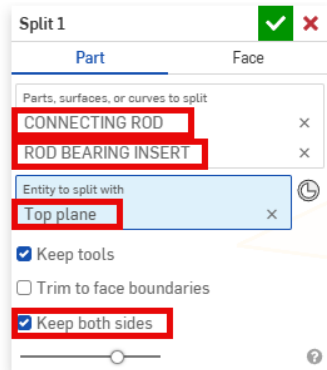 Split 1
Part Face
Parts, surfaces, or curves to split
CONNECTING ROD
ROD BEARING INSERT
Entity to split with
Top plane
Keep tools
Trim to face boundaries
Keep both sides